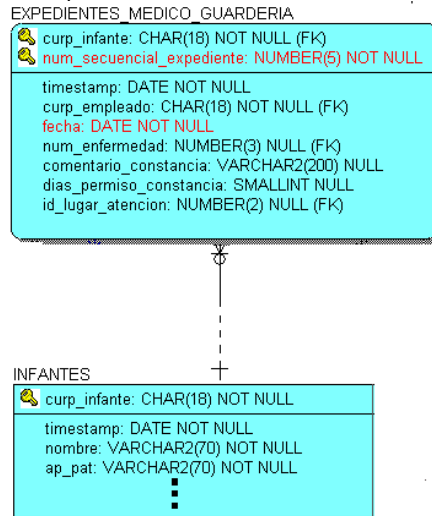 EXPEDIENTES_MEDICO_GUARDERIA
curp_infante: CHAR(18) NOT NULL (FK)
num_secuencial_expediente: NUMBER(5) NOT NULL
timestamp: DATE NOT NULL
curp_empleado: CHAR(18) NOT NULL (FK)
fecha: DATE NOT NULL
num_enfermedad: NUMBER(3) NOT NULL (FK)
comentario_constancia: VARCHAR2(200) NULL
dias_permiso_constancia: SMALLINT NULL
id_lugar_atencion: NUMBER(2) NULL (FK)
INFANTES
curp_infante: CHAR(18) NOT NULL
timestamp: DATE NOT NULL
nombre: VARCHAR2(70) NOT NULL
ap_pat: VARCHAR2(70) NOT NULL